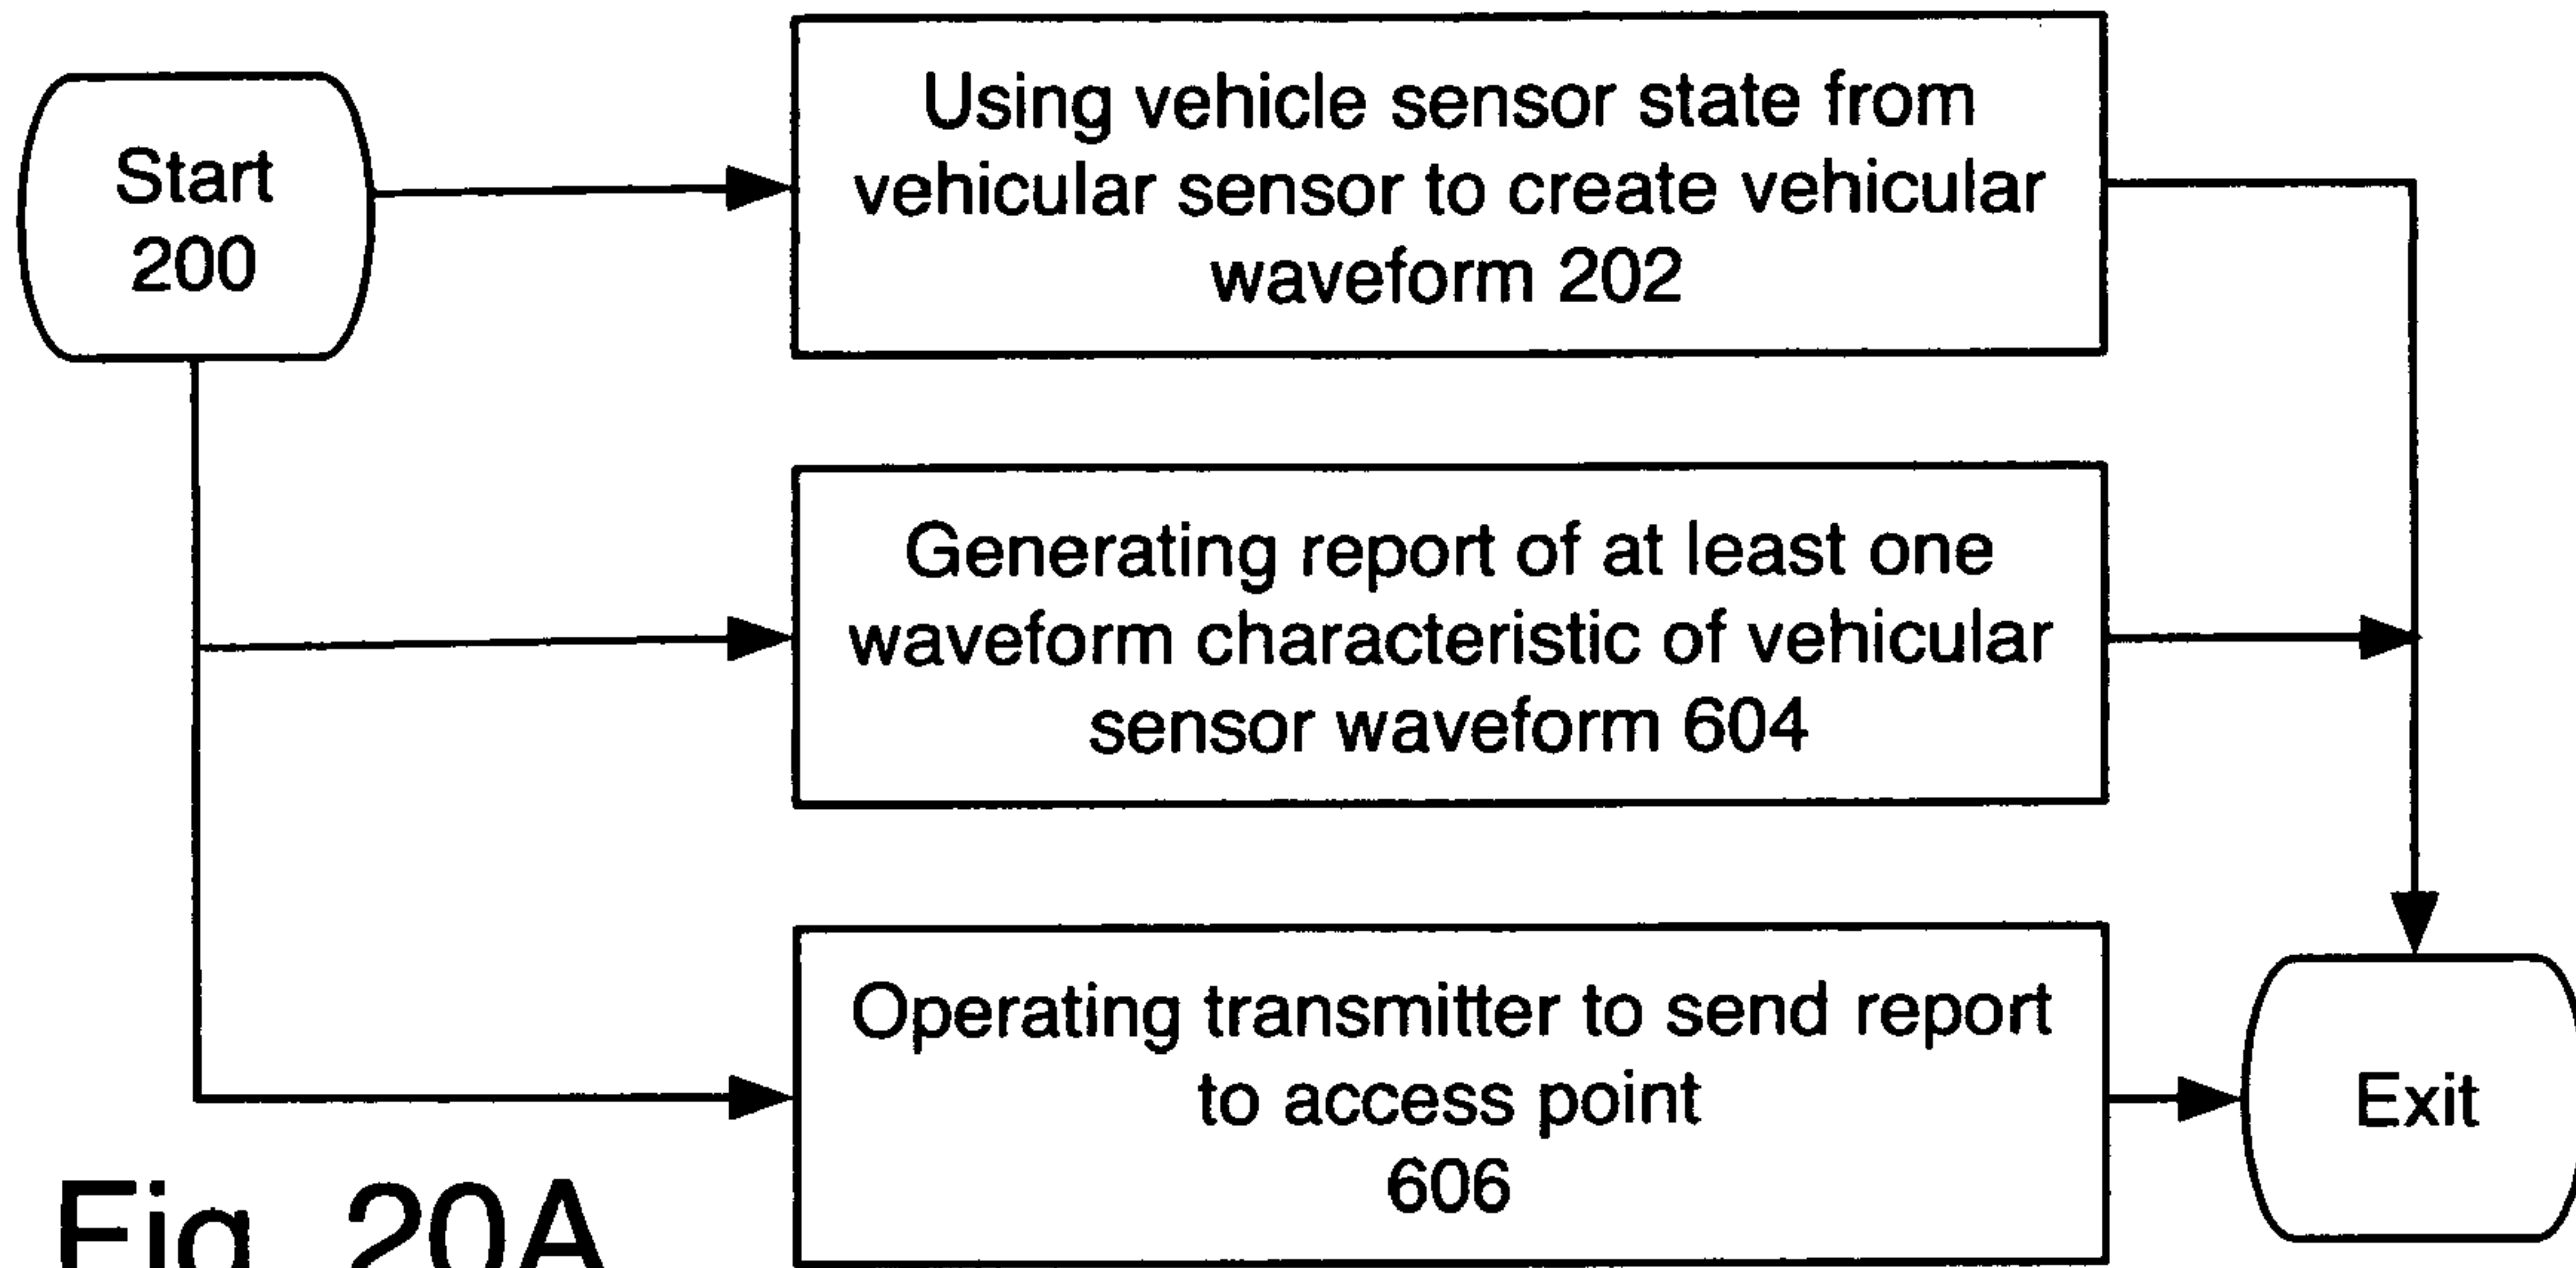 Start
200
Using vehicle sensor state from
vehicular sensor to create vehicular
waveform 202
Generating report of at least one
waveform characteristic of vehicular
sensor waveform 604
Operating transmitter to send report
to access point
606
Exit
Fig. 20A